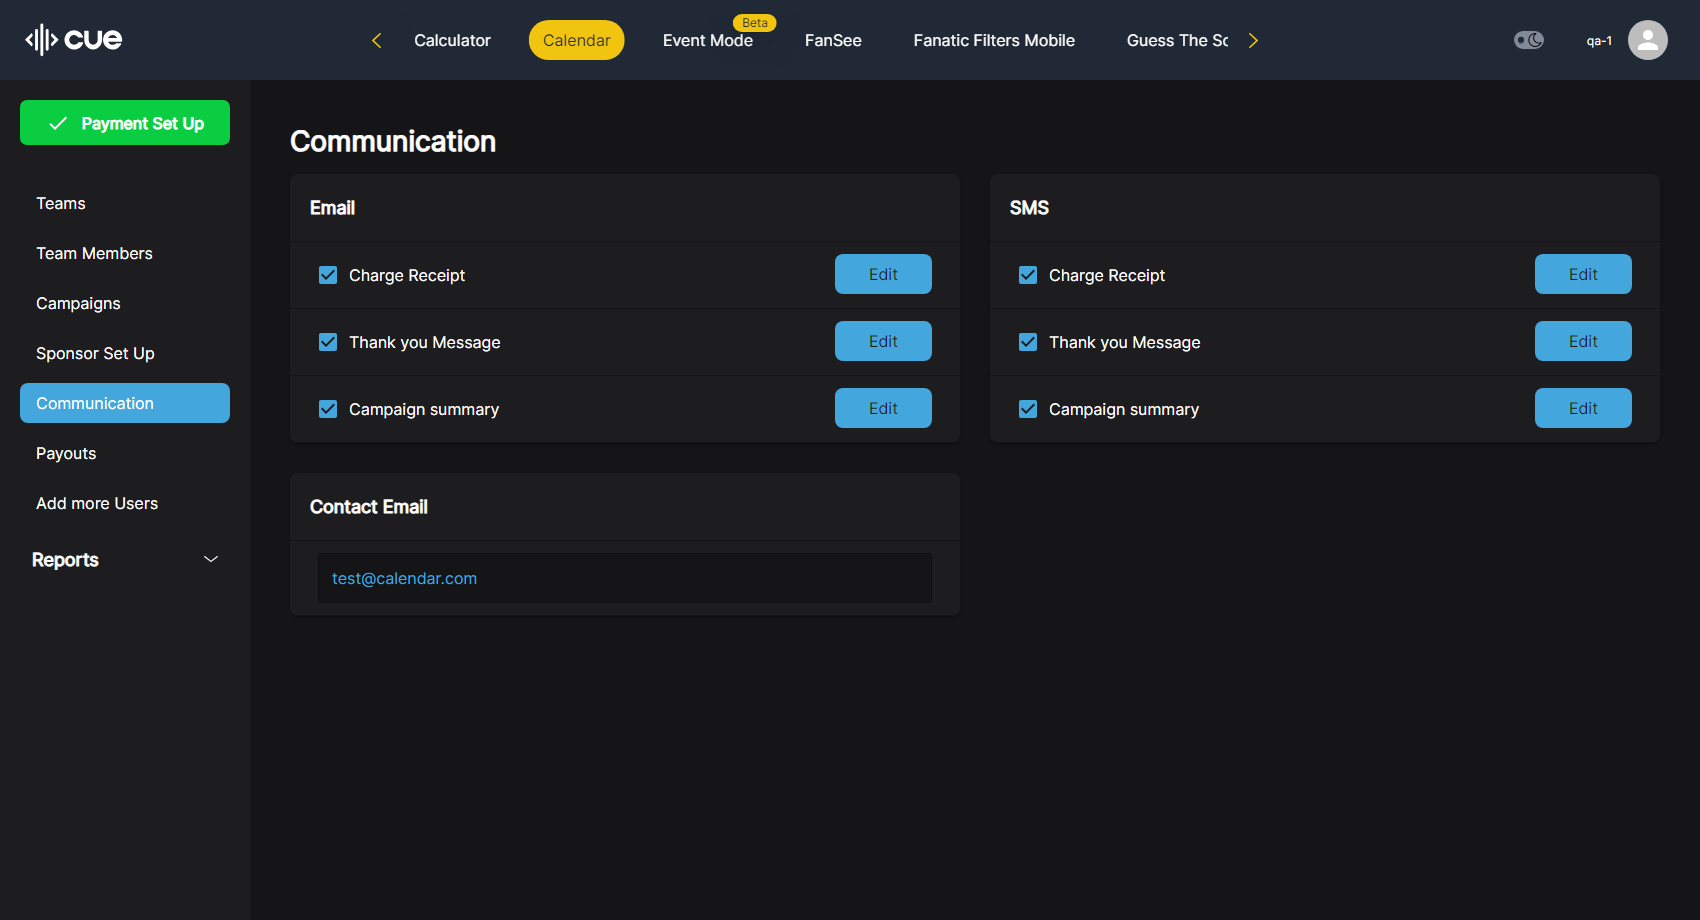 cue
Calculator
Calendar
Event Mode
Beta
FanSee
Fanatic Filters Mobile
Guess The Sc
qa-1
Payment Set Up
Teams
Team Members
Campaigns
Sponsor Set Up
Communication
Payouts
Add more Users
Reports
Communication
Email
Charge Receipt
Edit
Thank you Message
Edit
Campaign summary
Edit
SMS
Charge Receipt
Edit
Thank you Message
Edit
Campaign summary
Edit
Contact Email
test@calendar.com